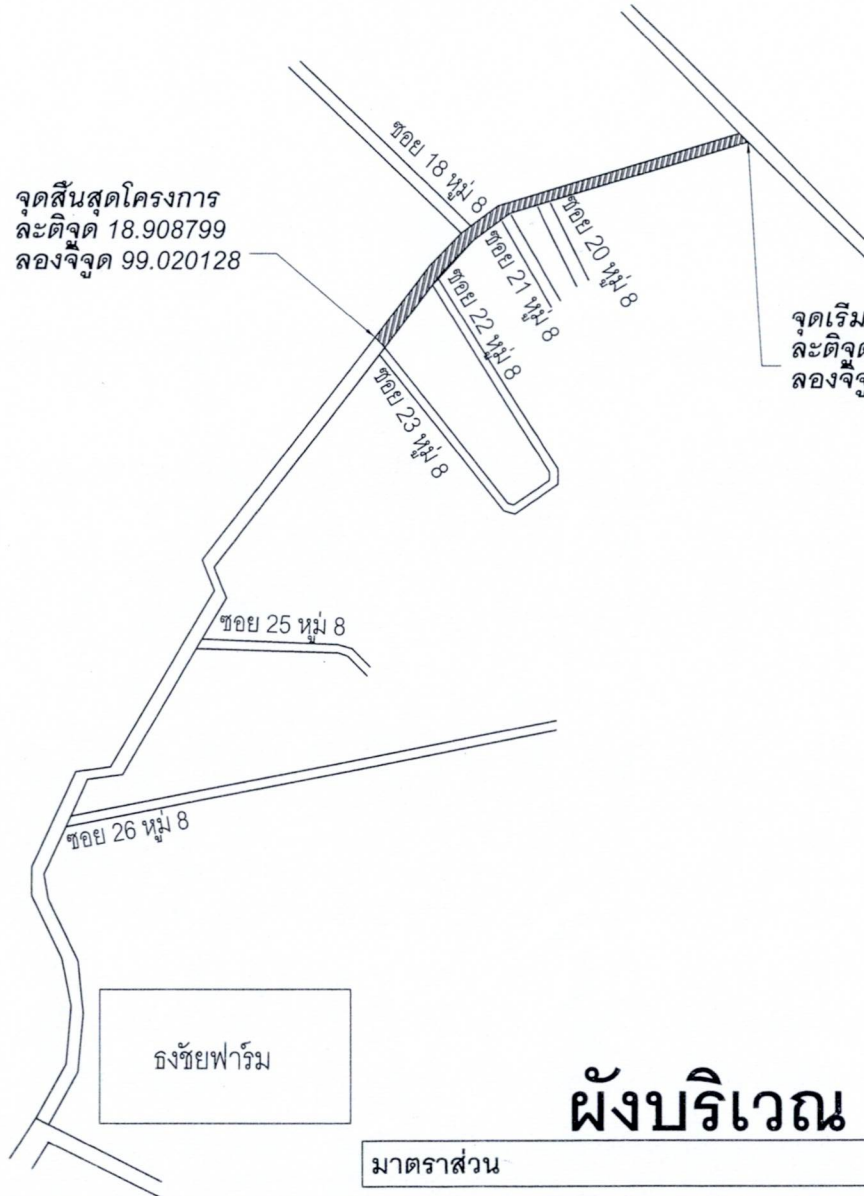 ซอย 18 หมู่ 8
จุดสิ้นสุดโครงการ
ละติจูด 18.908799
ลองจิจูด 99.020128
ซอย 20 หมู่ 8
ซอย 21 หมู่ 8
ซอย 22 หมู่ 8
ซอย 23 หมู่ 8
จุดเริ่ม
ละติจูด
ลองจิจู
ซอย 25 หมู่ 8
ซอย 26 หมู่ 8
ธงชัยฟาร์ม
ผังบริเวณ
มาตราส่วน